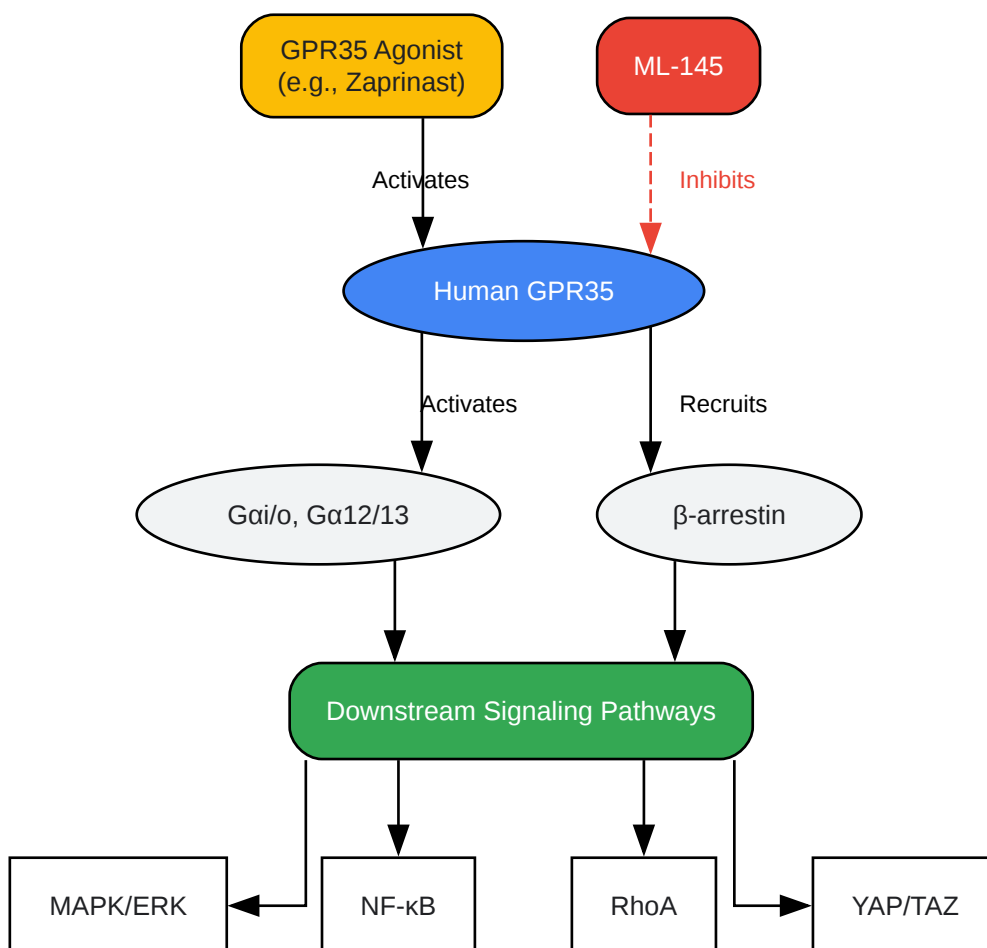 GPR35 Agonist
(e.g., Zaprinast)
ML-145
Activates
Inhibits
Human GPR35
Activates
Recruits
Gαi/o, Gα12/13
β-arrestin
Downstream Signaling Pathways
MAPK/ERK
NF-κB
RhoA
YAP/TAZ